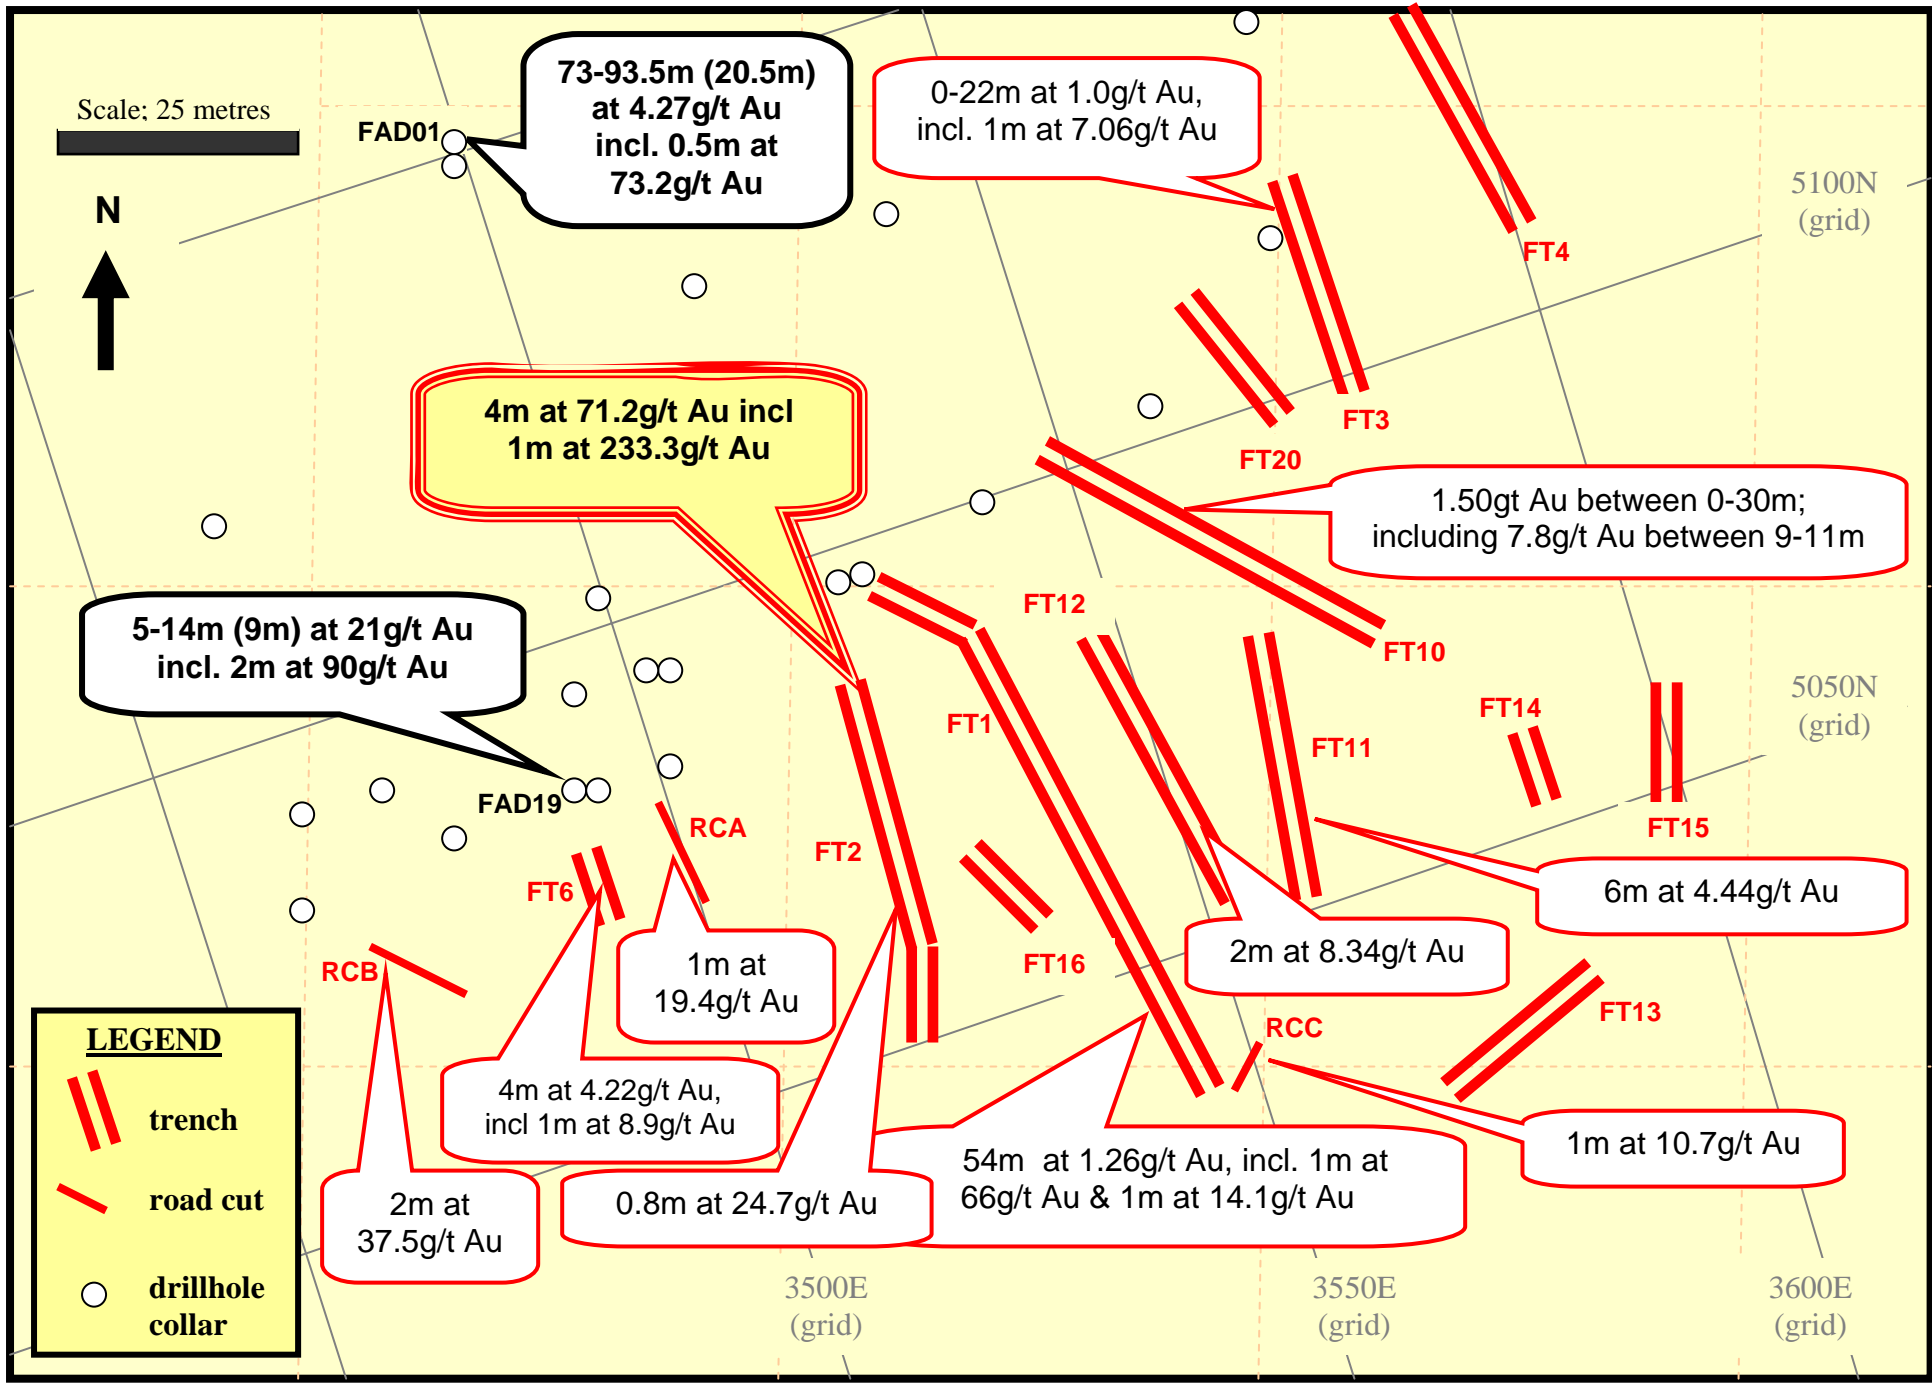 73-93.5m (20.5m)
at 4.27g/t Au
incl. 0.5m at
73.2g/t Au
0-22m at 1.0g/t Au,
incl. 1m at 7.06g/t Au
Scale; 25 metres
FAD01
N
5100N
(grid)
FT4
4m at 71.2g/t Au incl
1m at 233.3g/t Au
FT3
FT20
1.50gt Au between 0-30m;
including 7.8g/t Au between 9-11m
5-14m (9m) at 21g/t Au
incl. 2m at 90g/t Au
FT12
FT10
5050N
(grid)
FT14
FT1
FT11
FAD19
RCA
FT15
FT2
FT6
6m at 4.44g/t Au
2m at 8.34g/t Au
1m at
19.4g/t Au
FT16
RCB
FT13
RCC
LEGEND
trench
road cut
drillhole
collar
4m at 4.22g/t Au,
incl 1m at 8.9g/t Au
1m at 10.7g/t Au
54m at 1.26g/t Au, incl. 1m at
66g/t Au & 1m at 14.1g/t Au
0.8m at 24.7g/t Au
2m at
37.5g/t Au
3500E
(grid)
3550E
(grid)
3600E
(grid)